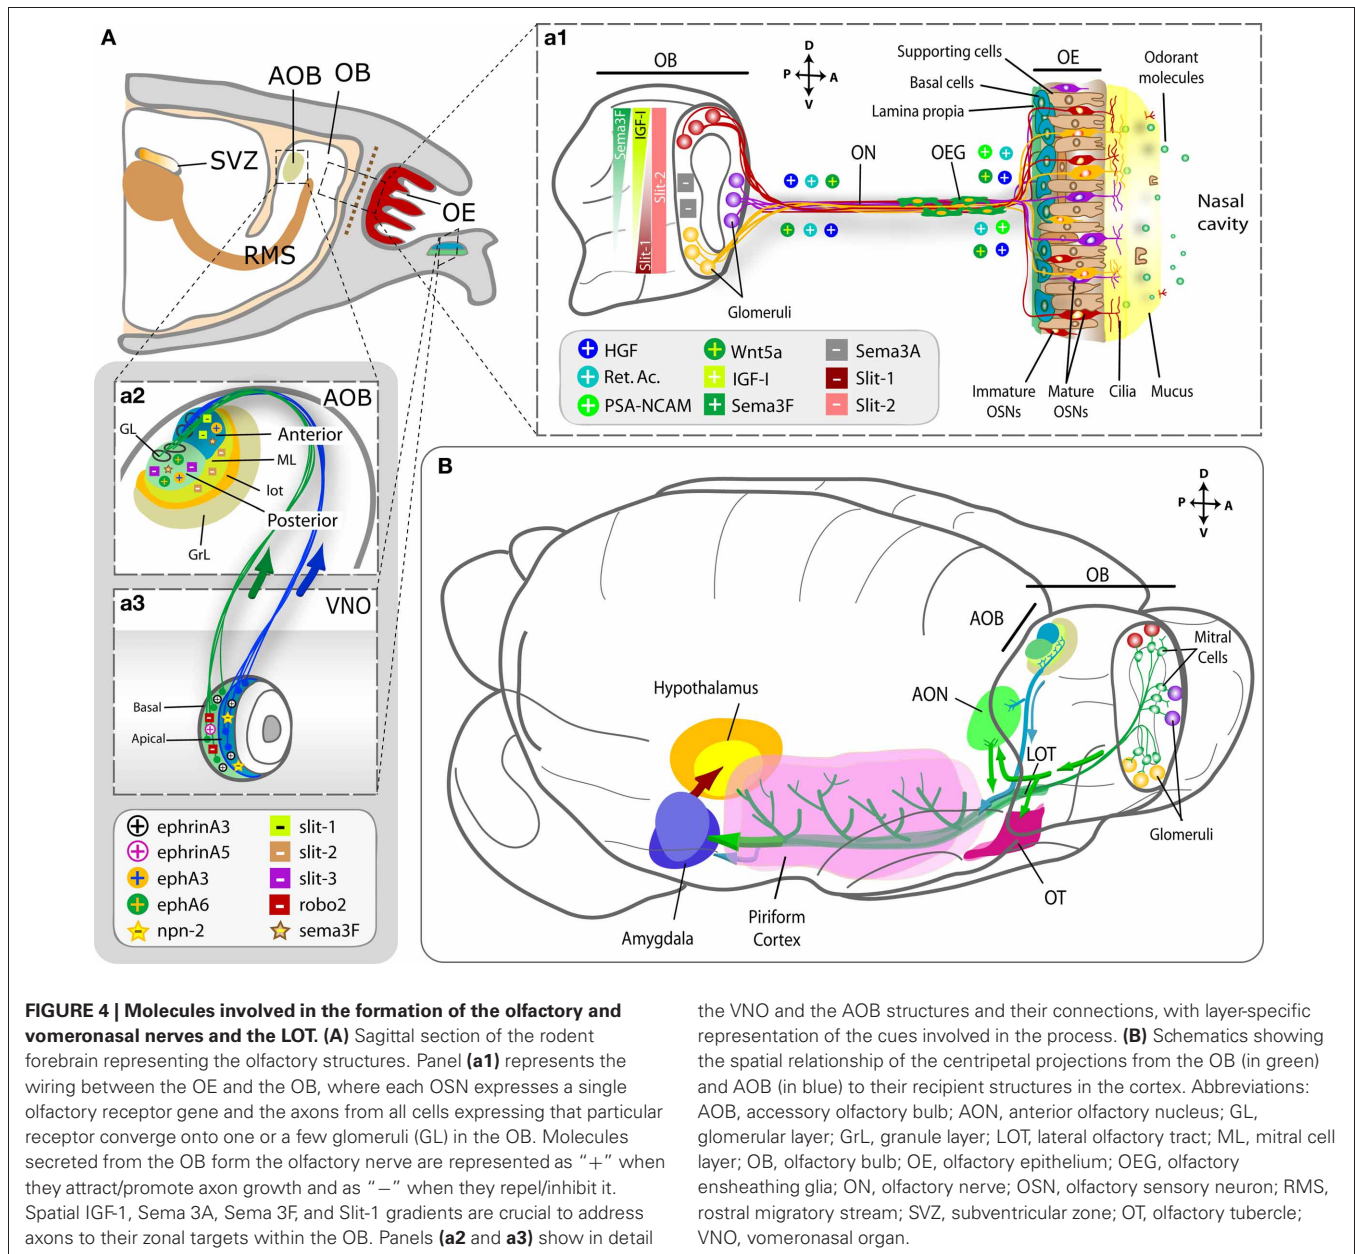 A
AOB
OB
SVZ
RMS
OE
a1
OB
D
P
A
V
Supporting cells
Basal cells
Lamina propia
OE
Odorant
molecules
Sema3F
IGF-I
Slit-2
Slit-1
ON
OEG
Nasal
cavity
Glomeruli
Immature
OSNs
Mature
OSNs
Cilia
Mucus
HGF
Ret. Ac.
PSA-NCAM
Wnt5a
IGF-I
Sema3F
Sema3A
Slit-1
Slit-2
a2
AOB
GL
Anterior
ML
lot
Posterior
GrL
a3
VNO
Basal
Apical
ephrinA3
ephrinA5
ephA3
ephA6
npn-2
slit-1
slit-2
slit-3
robo2
sema3F
B
D
P
A
V
OB
AOB
Mitral
Cells
AON
Hypothalamus
LOT
Glomeruli
OT
Piriform
Cortex
Amygdala
FIGURE 4 | Molecules involved in the formation of the olfactory and
vomeronasal nerves and the LOT. (A) Sagittal section of the rodent
forebrain representing the olfactory structures. Panel (a1) represents the
wiring between the OE and the OB, where each OSN expresses a single
olfactory receptor gene and the axons from all cells expressing that particular
receptor converge onto one or a few glomeruli (GL) in the OB. Molecules
secreted from the OB form the olfactory nerve are represented as “+” when
they attract/promote axon growth and as “−” when they repel/inhibit it.
Spatial IGF-1, Sema 3A, Sema 3F, and Slit-1 gradients are crucial to address
axons to their zonal targets within the OB. Panels (a2 and a3) show in detail
the VNO and the AOB structures and their connections, with layer-specific
representation of the cues involved in the process. (B) Schematics showing
the spatial relationship of the centripetal projections from the OB (in green)
and AOB (in blue) to their recipient structures in the cortex. Abbreviations:
AOB, accessory olfactory bulb; AON, anterior olfactory nucleus; GL,
glomerular layer; GrL, granule layer; LOT, lateral olfactory tract; ML, mitral cell
layer; OB, olfactory bulb; OE, olfactory epithelium; OEG, olfactory
ensheathing glia; ON, olfactory nerve; OSN, olfactory sensory neuron; RMS,
rostral migratory stream; SVZ, subventricular zone; OT, olfactory tubercle;
VNO, vomeronasal organ.